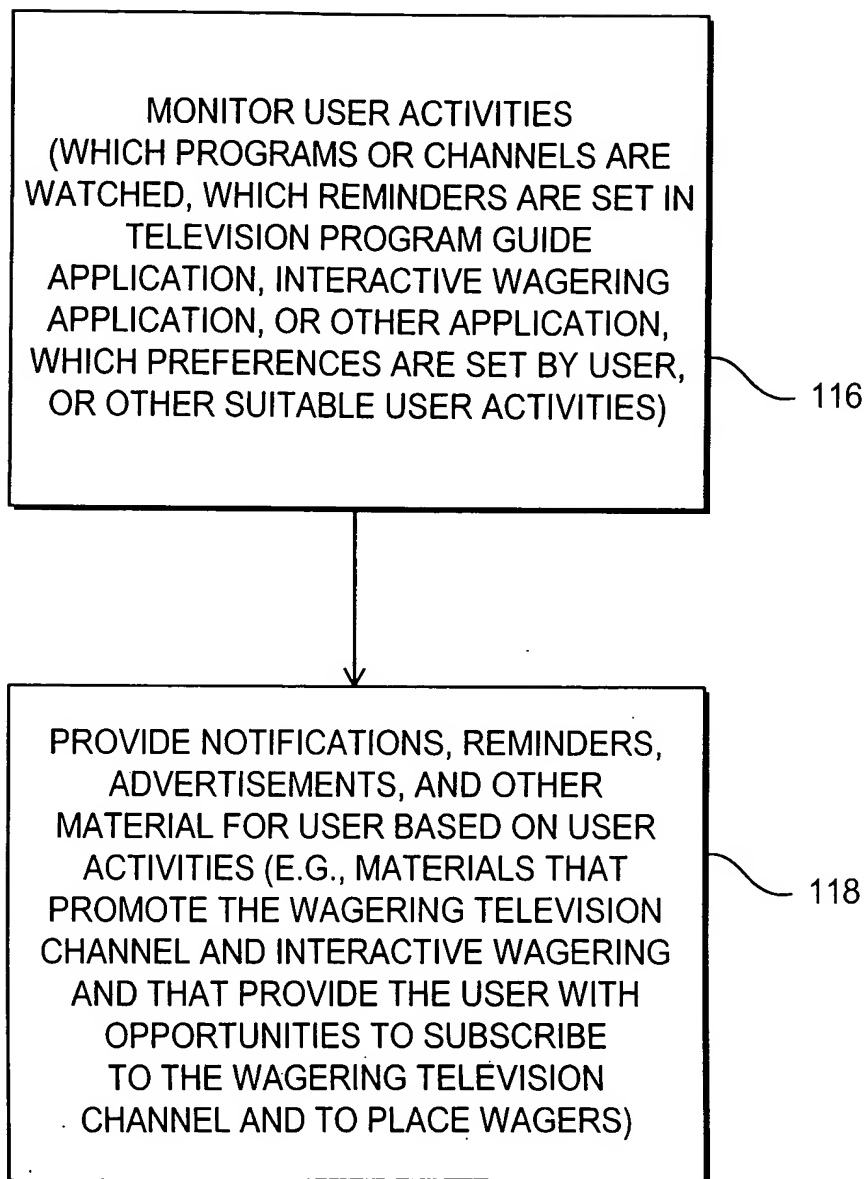 MONITOR USER ACTIVITIES
(WHICH PROGRAMS OR CHANNELS ARE
WATCHED, WHICH REMINDERS ARE SET IN
TELEVISION PROGRAM GUIDE
APPLICATION, INTERACTIVE WAGERING
APPLICATION, OR OTHER APPLICATION,
WHICH PREFERENCES ARE SET BY USER,
OR OTHER SUITABLE USER ACTIVITIES)
116
PROVIDE NOTIFICATIONS, REMINDERS,
ADVERTISEMENTS, AND OTHER
MATERIAL FOR USER BASED ON USER
ACTIVITIES (E.G., MATERIALS THAT
PROMOTE THE WAGERING TELEVISION
CHANNEL AND INTERACTIVE WAGERING
AND THAT PROVIDE THE USER WITH
OPPORTUNITIES TO SUBSCRIBE
TO THE WAGERING TELEVISION
CHANNEL AND TO PLACE WAGERS)
118